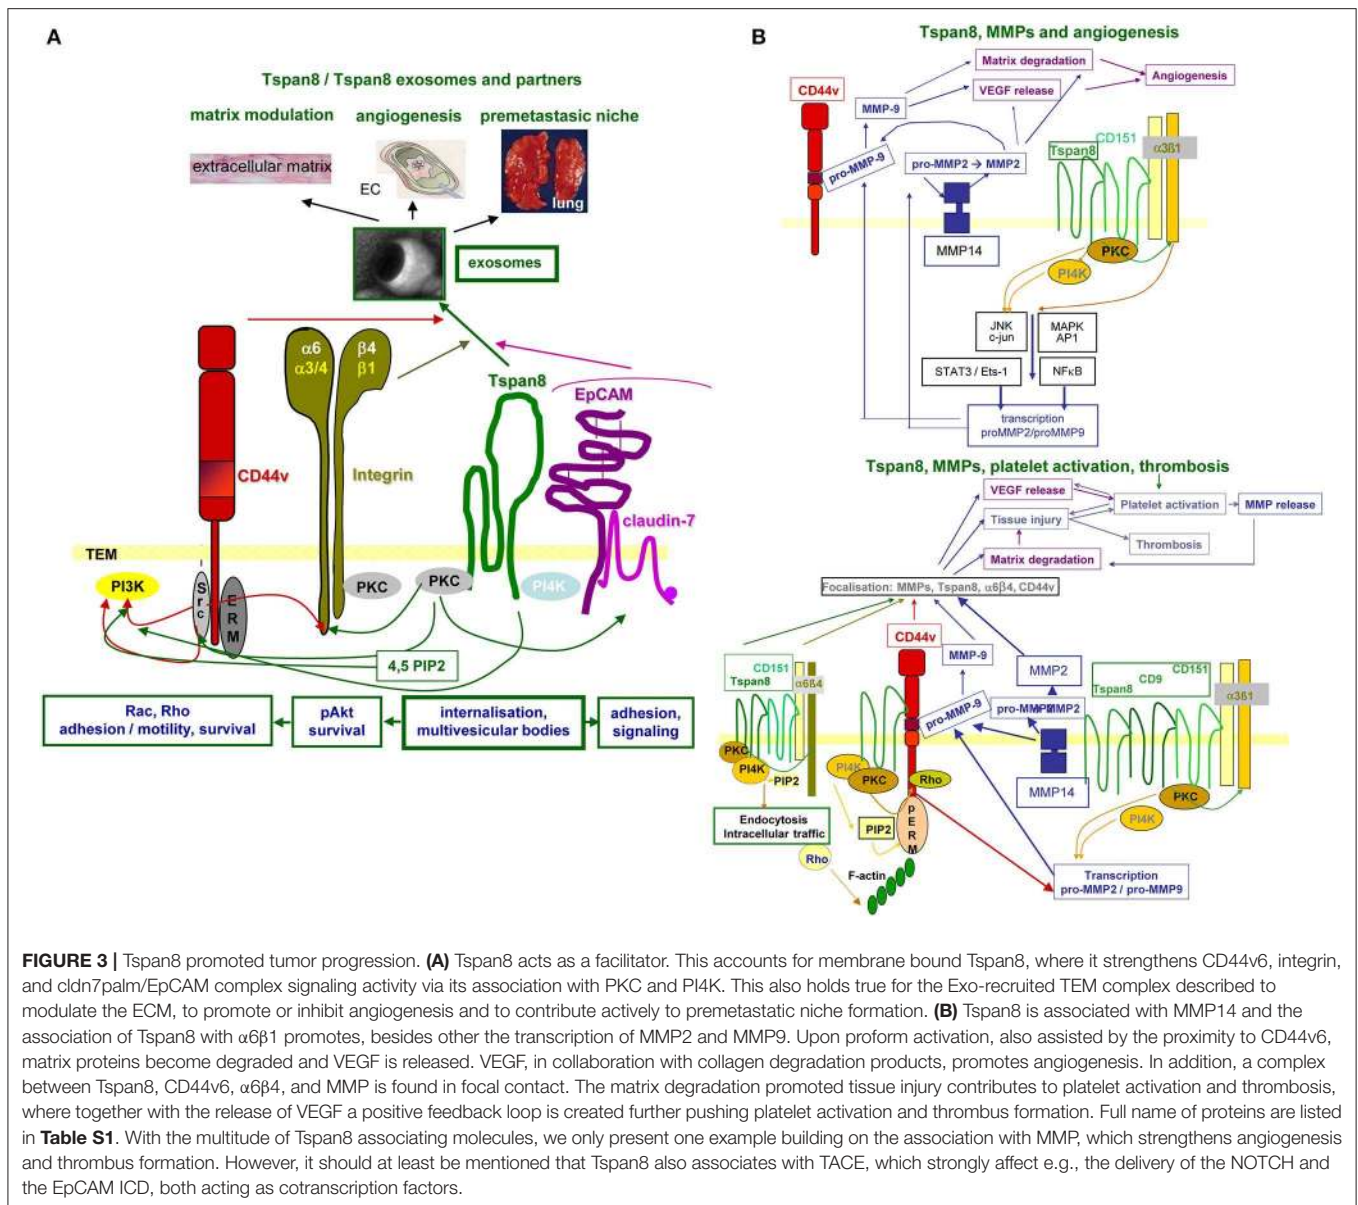 A
Tspan8 / Tspan8 exosomes and partners
matrix modulation
angiogenesis
premetastasic niche
extracellular matrix
EC
lung
exosomes
α6
α3/4
β4
β1
Tspan8
EpCAM
CD44v
Integrin
claudin-7
TEM
PI3K
Src
ERM
PKC
PKC
PI4K
4,5 PIP2
Rac, Rho
adhesion / motility, survival
pAkt
survival
internalisation,
multivesicular bodies
adhesion,
signaling
B
Tspan8, MMPs and angiogenesis
Matrix degradation
Angiogenesis
CD44v
VEGF release
MMP-9
CD151
Tspan8
α3ß1
pro-MMP-9
pro-MMP2 → MMP2
MMP14
PKC
PI4K
JNK
c-jun
MAPK
AP1
STAT3 / Ets-1
NFκB
transcription
proMMP2/proMMP9
Tspan8, MMPs, platelet activation, thrombosis
VEGF release
Platelet activation
MMP release
Tissue injury
Thrombosis
Matrix degradation
Focalisation: MMPs, Tspan8, α6β4, CD44v
CD44v
MMP-9
MMP2
CD151
Tspan8
α6ß4
CD151
CD9
Tspan8
α3ß1
pro-MMP-9
pro-MMP2
MMP2
PKC
PI4K
PIP2
PI4K
PKC
Rho
MMP14
PKC
PI4K
Endocytosis
Intracellular traffic
PIP2
pERM
Rho
F-actin
Transcription
pro-MMP2 / pro-MMP9
FIGURE 3 | Tspan8 promoted tumor progression. (A) Tspan8 acts as a facilitator. This accounts for membrane bound Tspan8, where it strengthens CD44v6, integrin,
and cldn7palm/EpCAM complex signaling activity via its association with PKC and PI4K. This also holds true for the Exo-recruited TEM complex described to
modulate the ECM, to promote or inhibit angiogenesis and to contribute actively to premetastatic niche formation. (B) Tspan8 is associated with MMP14 and the
association of Tspan8 with α6β1 promotes, besides other the transcription of MMP2 and MMP9. Upon proform activation, also assisted by the proximity to CD44v6,
matrix proteins become degraded and VEGF is released. VEGF, in collaboration with collagen degradation products, promotes angiogenesis. In addition, a complex
between Tspan8, CD44v6, α6β4, and MMP is found in focal contact. The matrix degradation promoted tissue injury contributes to platelet activation and thrombosis,
where together with the release of VEGF a positive feedback loop is created further pushing platelet activation and thrombus formation. Full name of proteins are listed
in Table S1. With the multitude of Tspan8 associating molecules, we only present one example building on the association with MMP, which strengthens angiogenesis
and thrombus formation. However, it should at least be mentioned that Tspan8 also associates with TACE, which strongly affect e.g., the delivery of the NOTCH and
the EpCAM ICD, both acting as cotranscription factors.